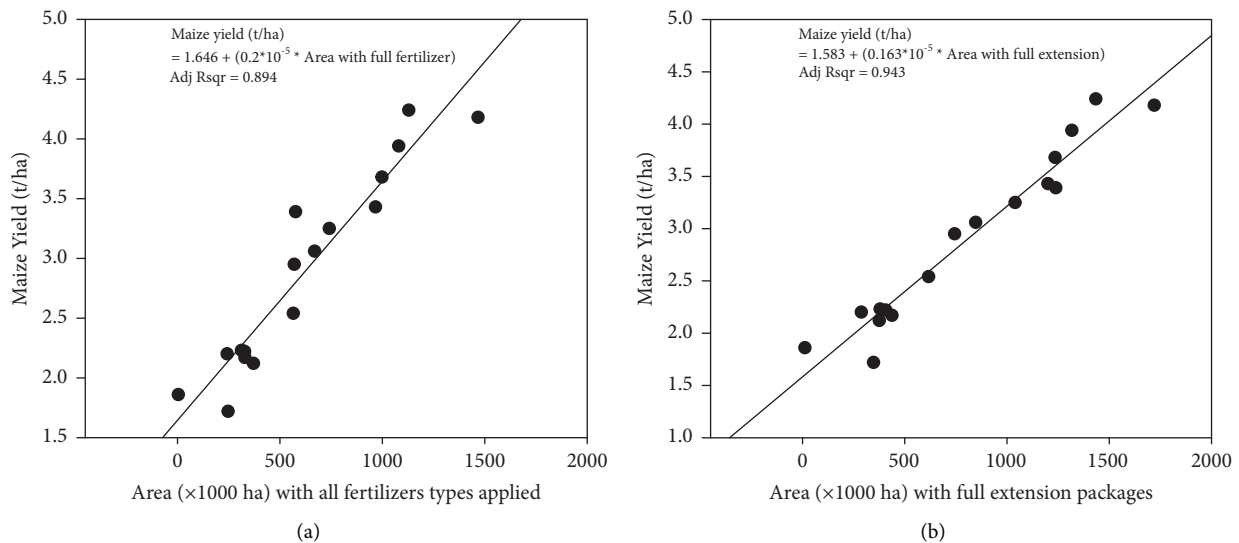 Maize yield (t/ha)
= 1.646 + (0.2*10-5 * Area with full fertilizer)
Adj Rsqr = 0.894
5.0
4.5
4.0
3.5
3.0
2.5
2.0
1.5
Maize Yield (t/ha)
0 500 1000 1500 2000
Area (×1000 ha) with all fertilizers types applied
(a)
Maize yield (t/ha)
= 1.583 + (0.163*10-5 * Area with full extension)
Adj Rsqr = 0.943
5.0
4.5
4.0
3.5
3.0
2.5
2.0
1.5
1.0
Maize Yield (t/ha)
0 500 1000 1500 2000
Area (×1000 ha) with full extension packages
(b)